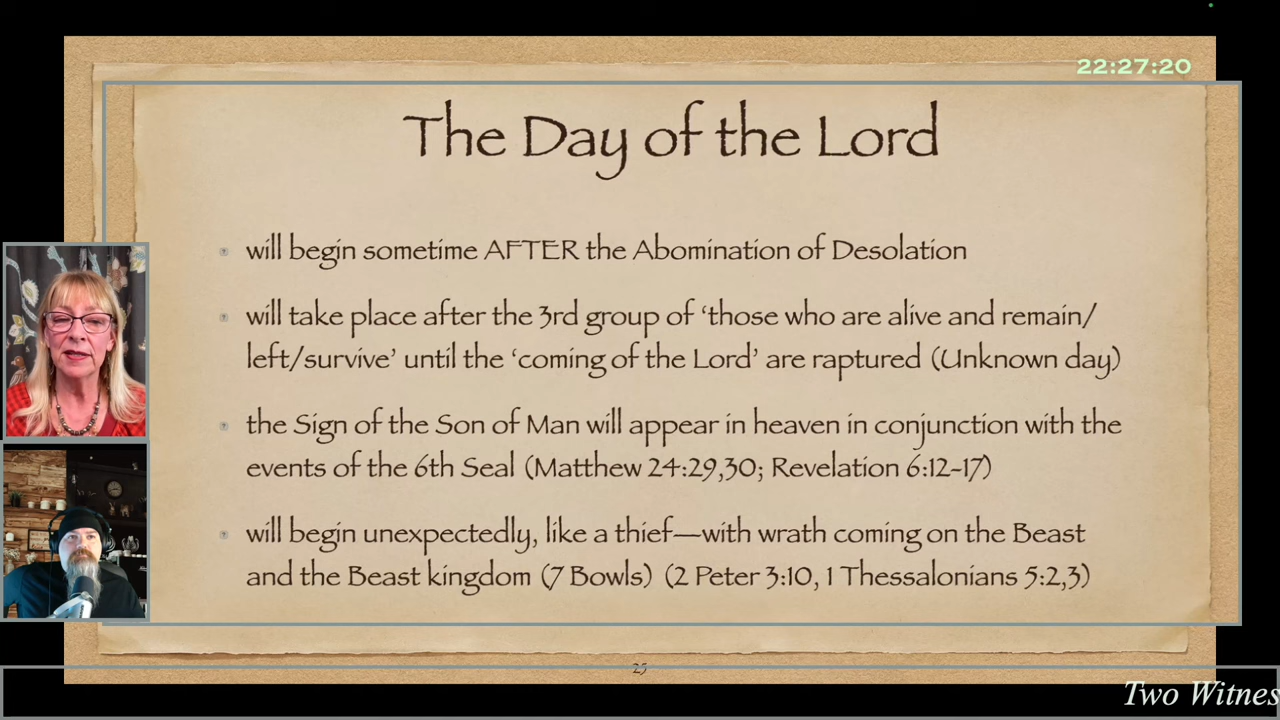 22:27:20
The Day of the Lord
will begin sometime AFTER the Abomination of Desolation
will take place after the 3rd group of ‘those who are alive and remain/
left/survive’ until the ‘coming of the Lord’ are raptured (Unknown day)
the Sign of the Son of Man will appear in heaven in conjunction with the
events of the 6th Seal (Matthew 24:29,30; Revelation 6:12-17)
will begin unexpectedly, like a thief—with wrath coming on the Beast
and the Beast kingdom (7 Bowls) (2 Peter 3:10, 1 Thessalonians 5:2,3)
25
Two Witnes